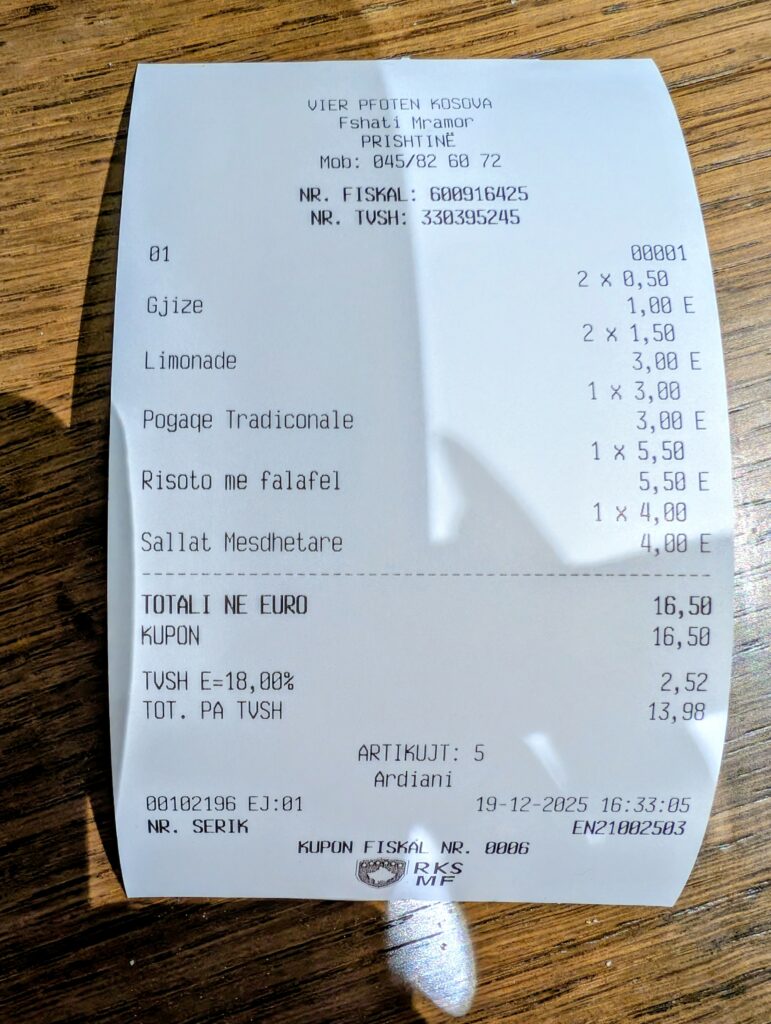 VIER PFOTEN KOSOVA
Fshati Mramor
PRISHTINË
Mob: 045/82 60 72
NR. FISKAL: 600916425
NR. TVSH: 330395245
01 00001
2 x 0,50
Gjize 1,00 E
2 x 1,50
Limonade 3,00 E
1 x 3,00
Pogaqe Tradiconale 3,00 E
1 x 5,50
Risoto me falafel 5,50 E
1 x 4,00
Sallat Mesdhetare 4,00 E
TOTALI NE EURO 16,50
KUPON 16,50
TVSH E=18,00% 2,52
TOT. PA TVSH 13,98
ARTIKUJT: 5
Ardiani
00102196 EJ:01 19-12-2025 16:33:05
NR. SERIK EN21002503
KUPON FISKAL NR. 0006
RKS
MF